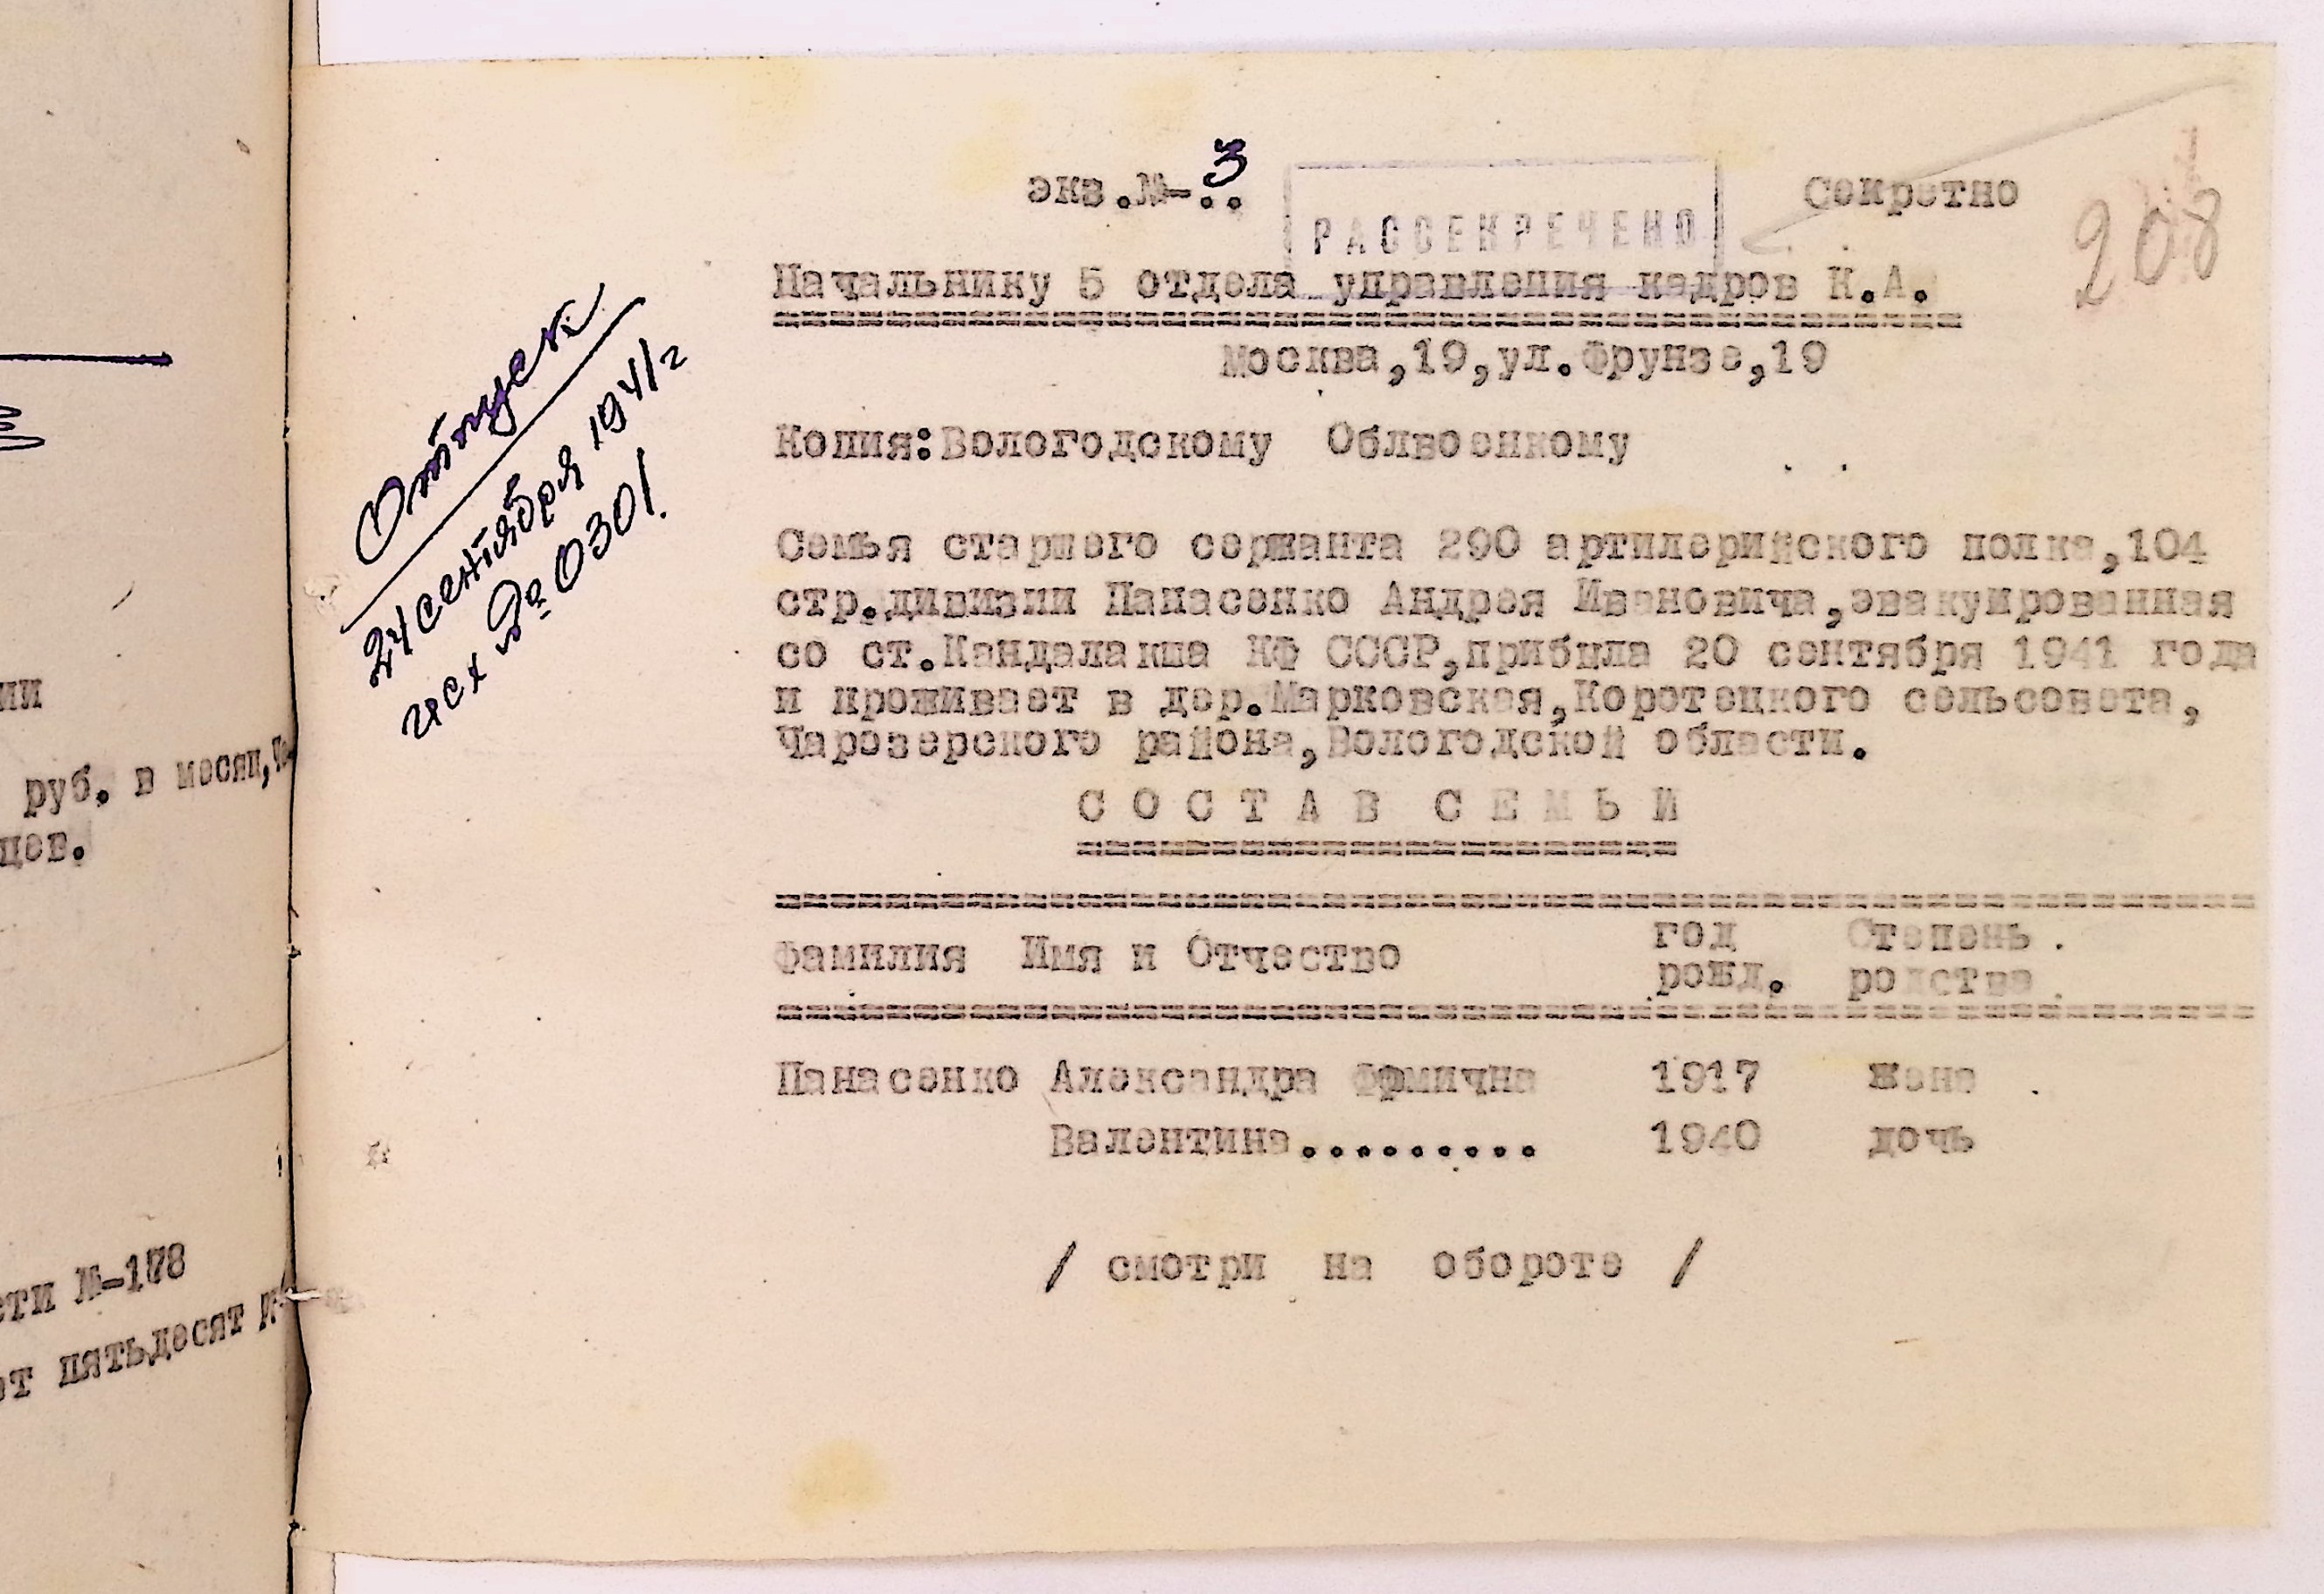 экз.№-3..
Секретно
208
РАССЕКРЕЧЕНО
Начальнику 5 отдела управления кадров К.А.
Москва,19,ул.Фрунзе,19
Копия:Вологодскому Облвоенкому
Отпуск
24 сентября 1941 г
исх № 0301.
Семья старшего сержанта 290 артилерийского полка,104
стр.дивизии Панасенко Андрея Ивановича,эвакуированная
со ст.Кандалакша КФ СССР,прибыла 20 сентября 1941 года
и проживает в дер.Марковская,Коротецкого сельсовета,
Чарозерского района,Вологодской области.
СОСТАВ СЕМЬИ
Фамилия Имя и Отчество год рожд. Степень родства
Панасенко Александра Фомична 1917 жена
Валентина......... 1940 дочь
/ смотри на обороте /
ии
руб. в месяц,
цев.
сти №-178
от пятьдесят